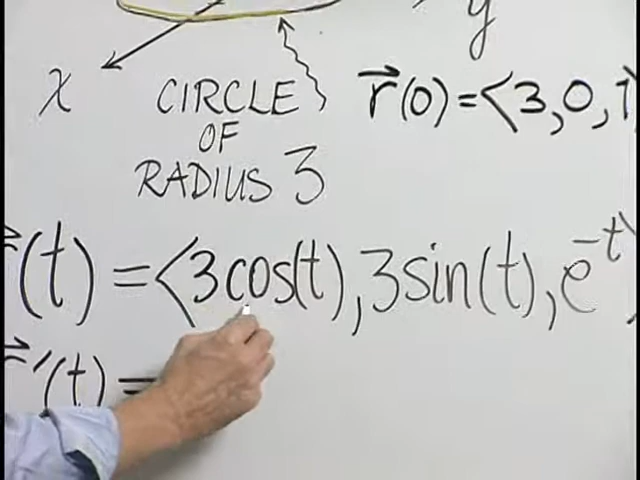 y
x CIRCLE r⃗(0)=<3,0,1
OF
RADIUS 3
r⃗(t)=<3cos(t),3sin(t),e^-t>
r⃗'(t)=